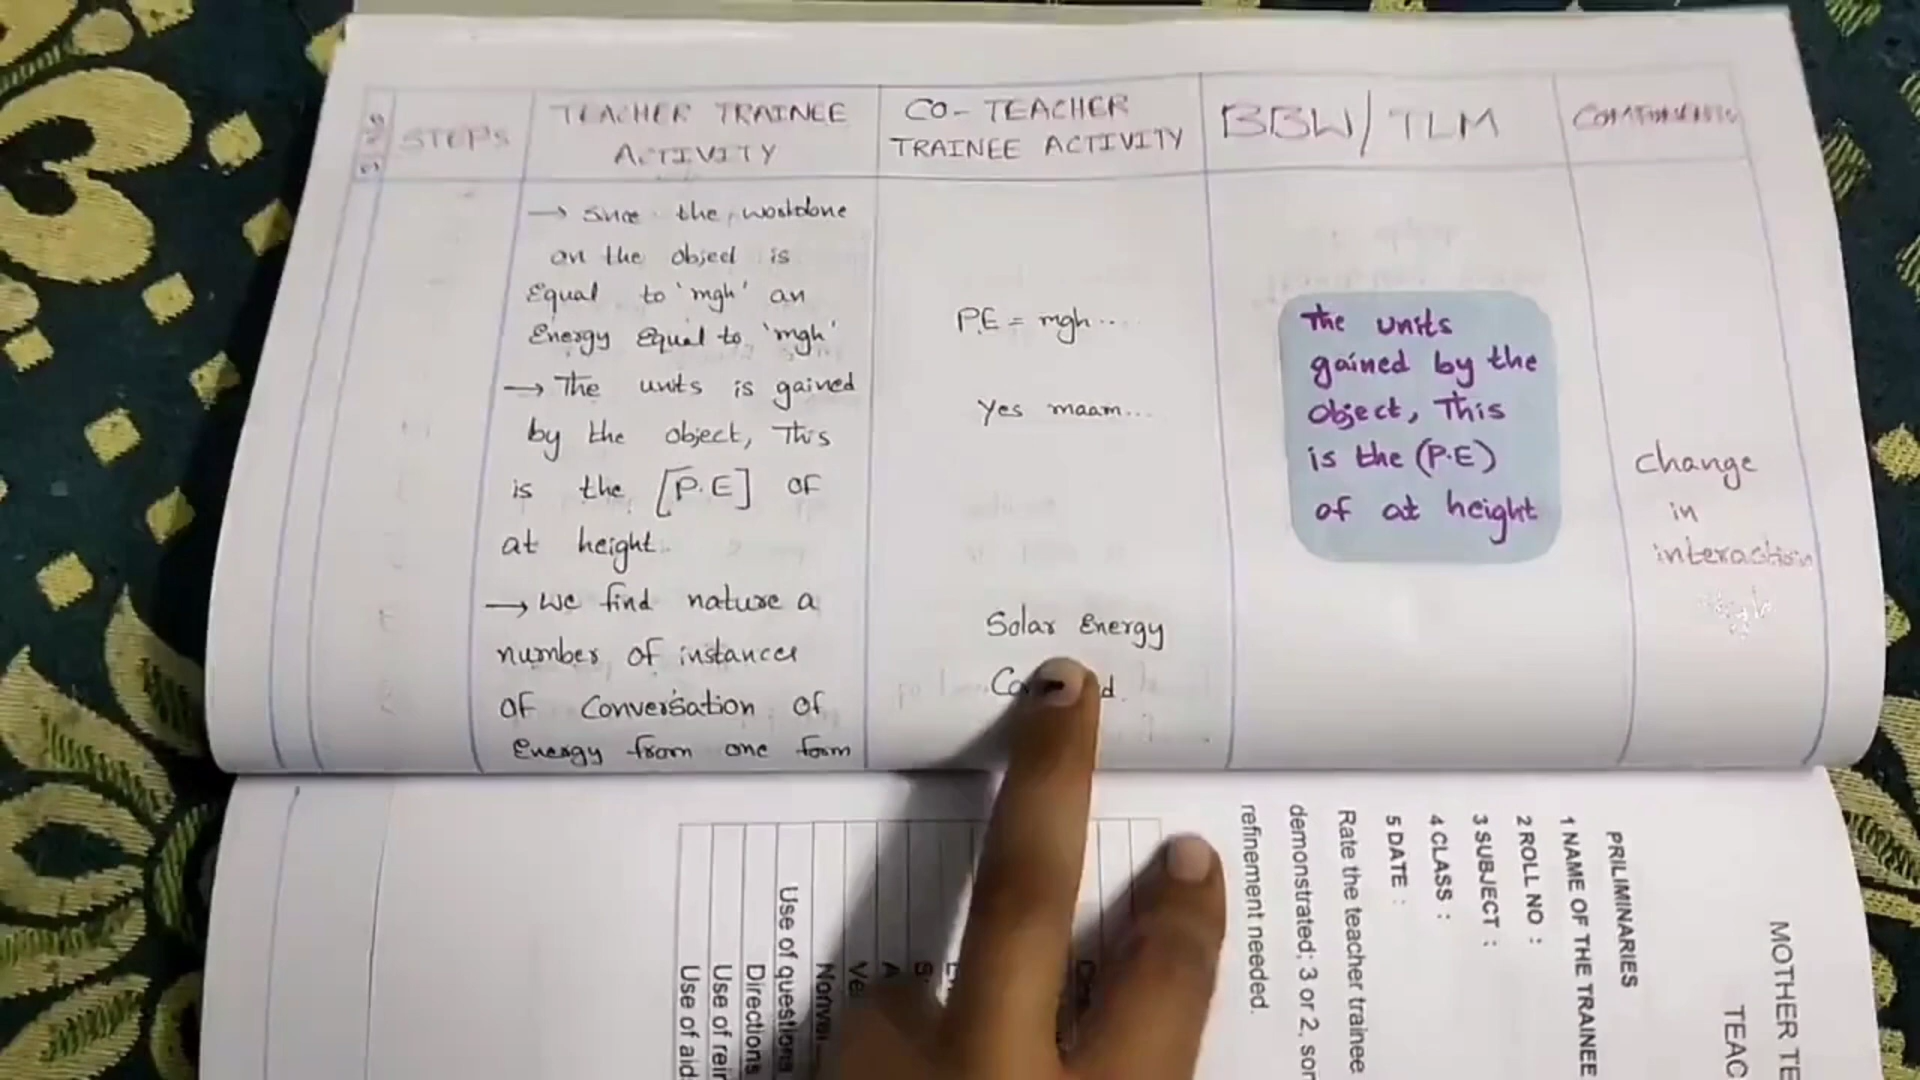 STEPS
TEACHER TRAINEE
ACTIVITY
CO-TEACHER
TRAINEE ACTIVITY
BBW/TLM
→ Since the workdone
on the object is
Equal to 'mgh' an
Energy Equal to 'mgh'
→ The units is gained
by the object, This
is the [P.E] of
at height.
→ We find nature a
number of instances
of Conversation of
Energy from one form
P.E = mgh...
Yes maam...
Solar Energy
The units
gained by the
object, This
is the (P.E)
of at height
Change
in
interaction
MOTHER TE
TEAC
PRILIMINARIES
1 NAME OF THE TRAINEE
2 ROLL NO :
3 SUBJECT :
4 CLASS :
5 DATE :
Rate the teacher trainee
demonstrated; 3 or 2, sor
refinement needed.
Use of questions
Directions
Use of rein
Use of aid